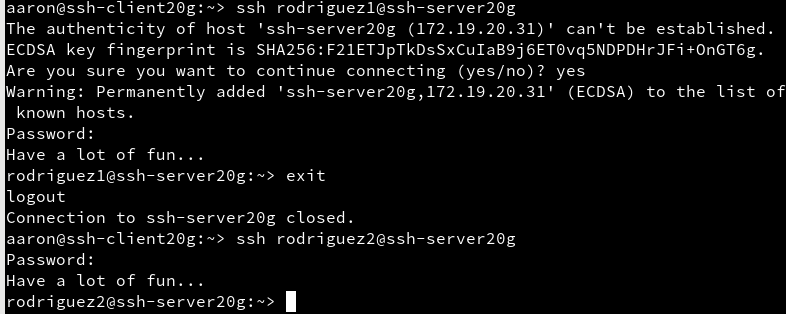 aaron@ssh-client20g:~> ssh rodriguez1@ssh-server20g
The authenticity of host 'ssh-server20g (172.19.20.31)' can't be established.
ECDSA key fingerprint is SHA256:F21ETJpTkDsSxCuIaB9j6ET0vq5NDPDHrJFi+OnGT6g.
Are you sure you want to continue connecting (yes/no)? yes
Warning: Permanently added 'ssh-server20g,172.19.20.31' (ECDSA) to the list of
 known hosts.
Password:
Have a lot of fun...
rodriguez1@ssh-server20g:~> exit
logout
Connection to ssh-server20g closed.
aaron@ssh-client20g:~> ssh rodriguez2@ssh-server20g
Password:
Have a lot of fun...
rodriguez2@ssh-server20g:~>